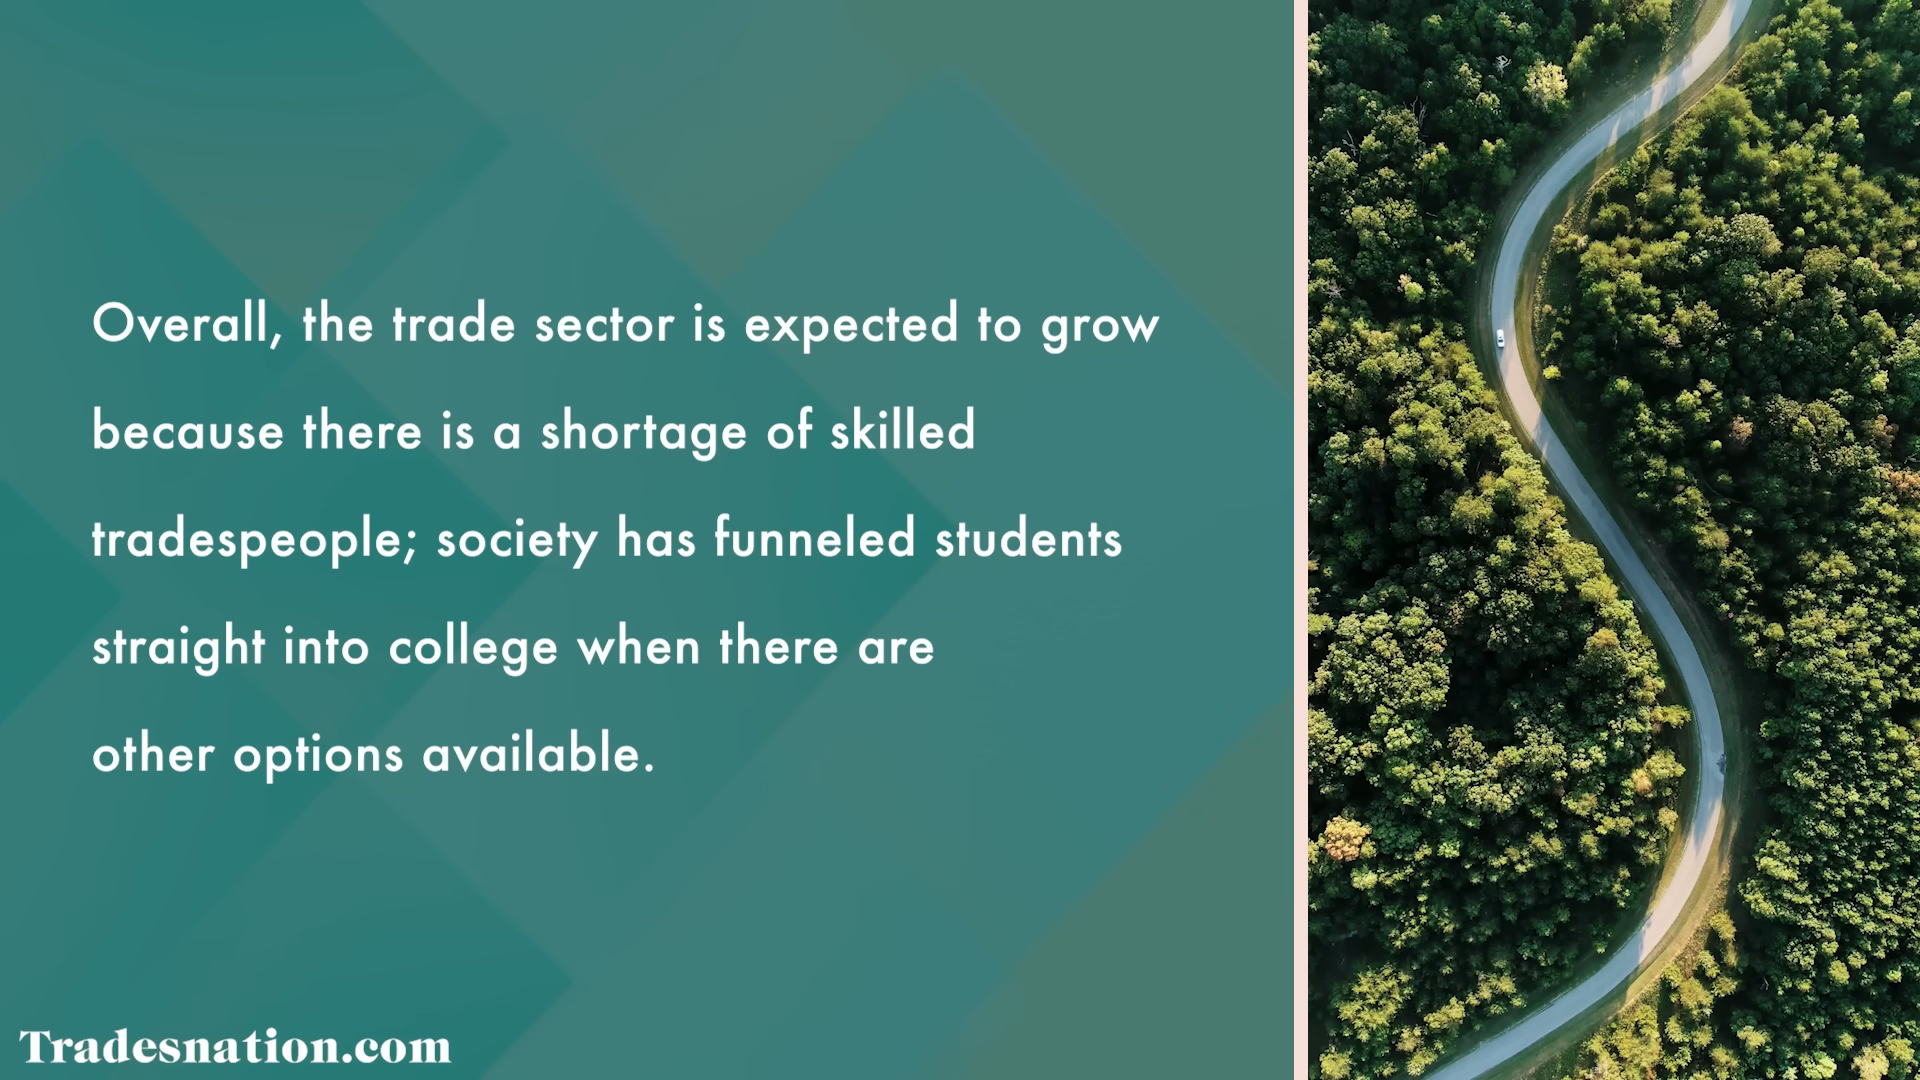 Overall, the trade sector is expected to grow
because there is a shortage of skilled
tradespeople; society has funneled students
straight into college when there are
other options available.
Tradesnation.com